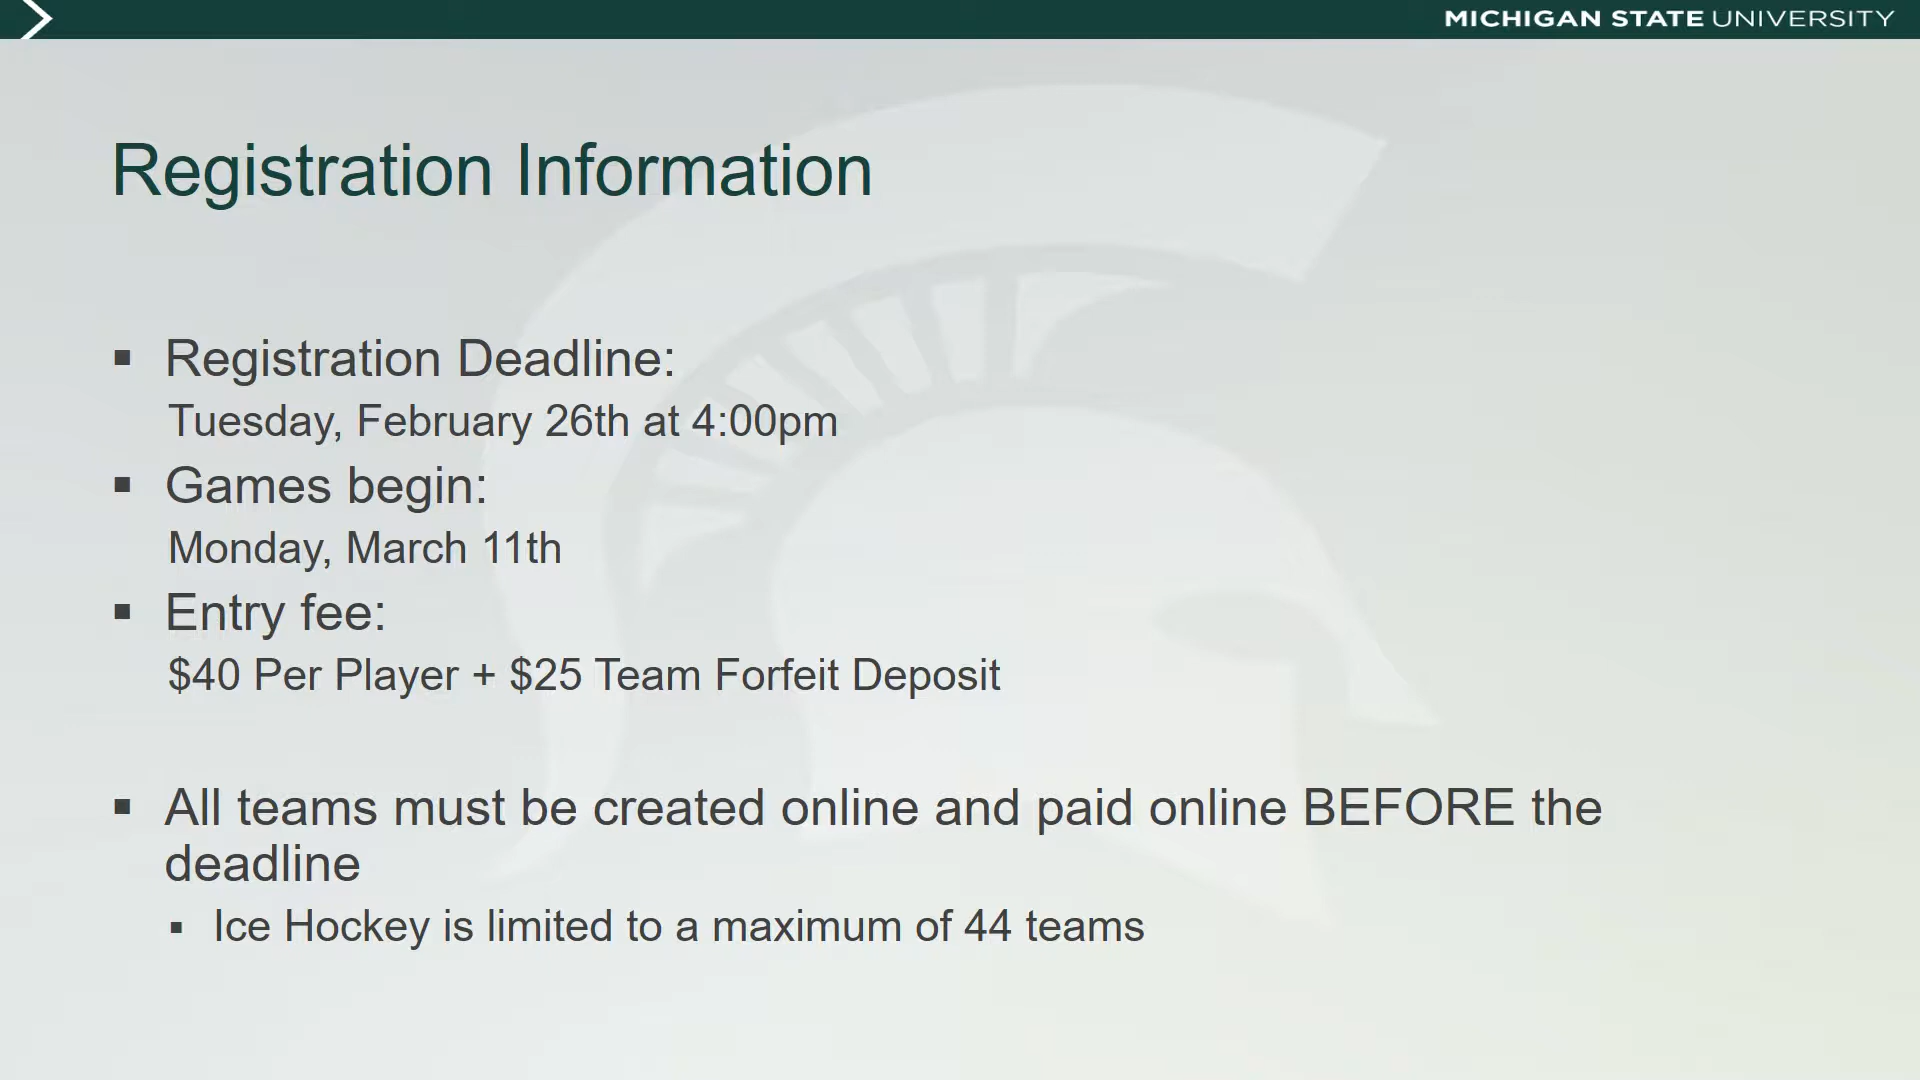 MICHIGAN STATE UNIVERSITY
Registration Information
▪ Registration Deadline:
Tuesday, February 26th at 4:00pm
▪ Games begin:
Monday, March 11th
▪ Entry fee:
$40 Per Player + $25 Team Forfeit Deposit
▪ All teams must be created online and paid online BEFORE the
deadline
▪ Ice Hockey is limited to a maximum of 44 teams